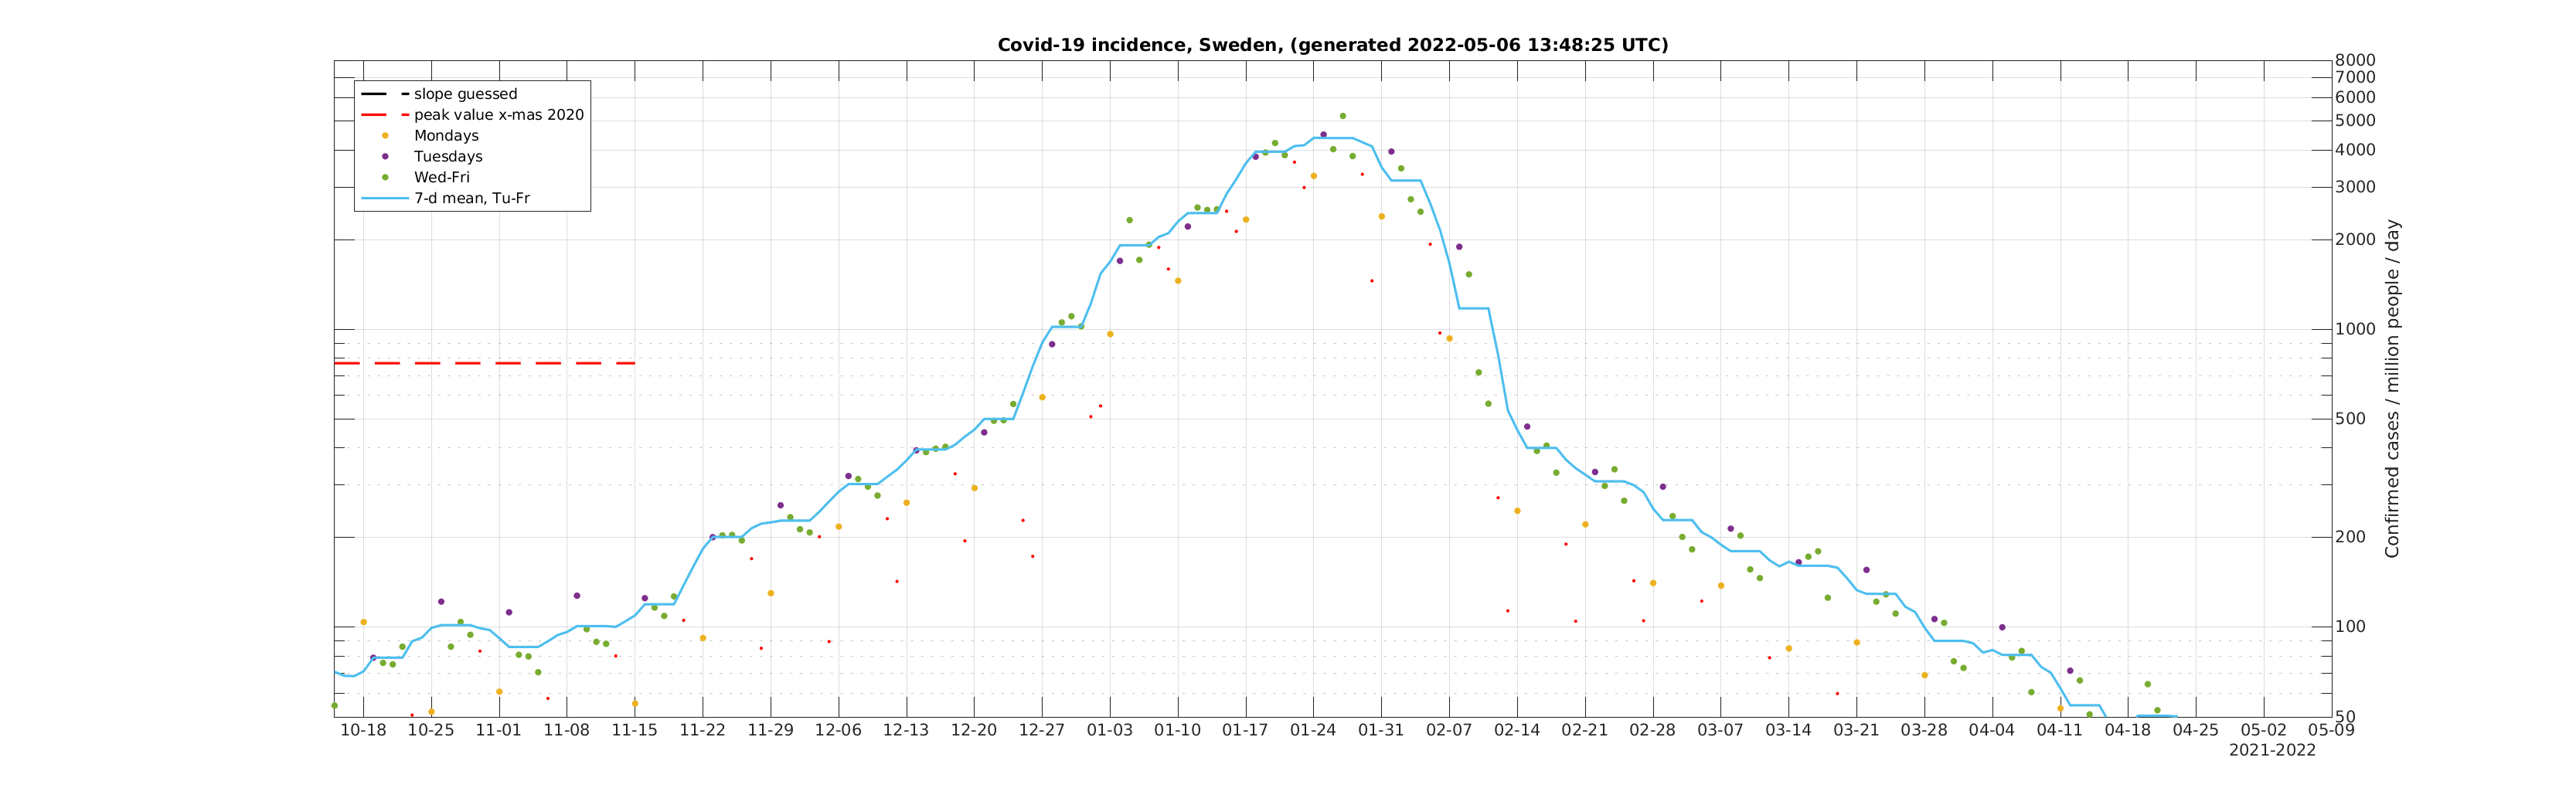 Covid-19 incidence, Sweden, (generated 2022-05-06 13:48:25 UTC)
slope guessed
peak value x-mas 2020
Mondays
Tuesdays
Wed-Fri
7-d mean, Tu-Fr
8000
7000
6000
5000
4000
3000
2000
1000
500
200
100
50
Confirmed cases / million people / day
10-18 10-25 11-01 11-08 11-15 11-22 11-29 12-06 12-13 12-20 12-27 01-03 01-10 01-17 01-24 01-31 02-07 02-14 02-21 02-28 03-07 03-14 03-21 03-28 04-04 04-11 04-18 04-25 05-02 05-09
2021-2022